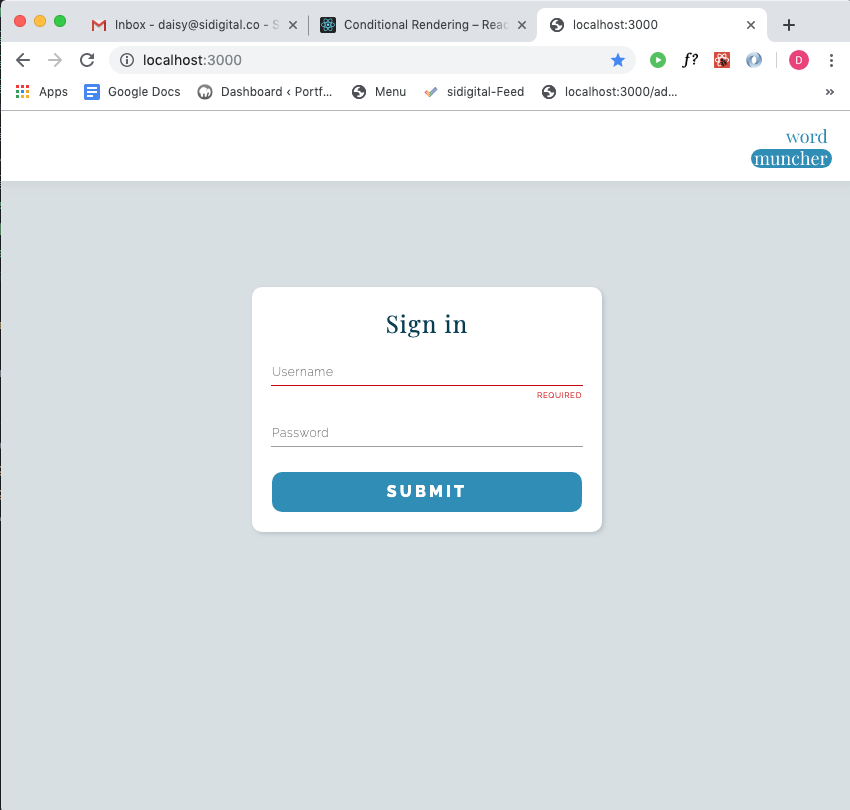 Inbox - daisy@sidigital.co - S
Conditional Rendering – Reac
localhost:3000
localhost:3000
f?
D
Apps
Google Docs
Dashboard ‹ Portf...
Menu
sidigital-Feed
localhost:3000/ad...
»
word
muncher
Sign in
Username
REQUIRED
Password
SUBMIT